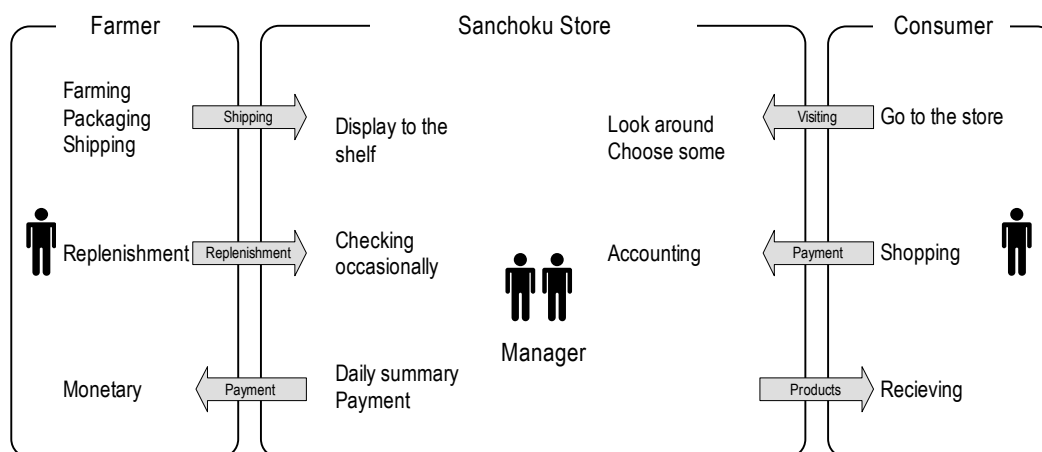 Farmer
Sanchoku Store
Consumer
Farming
Packaging
Shipping
Shipping
Display to the
shelf
Look around
Choose some
Visiting
Go to the store
Replenishment
Replenishment
Checking
occasionally
Accounting
Payment
Shopping
Manager
Monetary
Payment
Daily summary
Payment
Products
Recieving